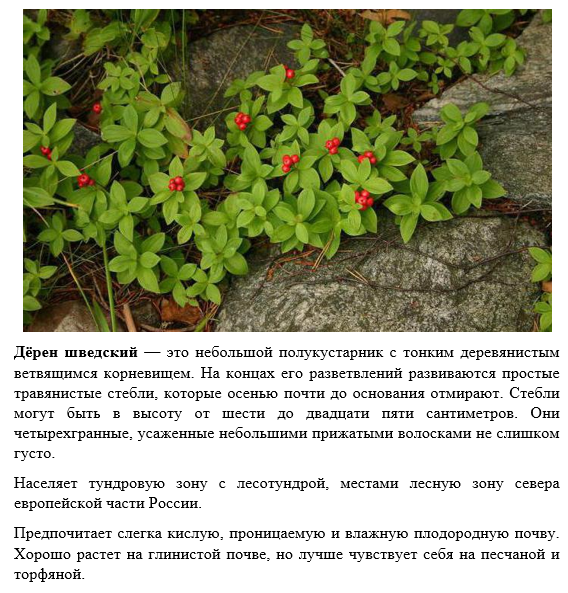 Дёрен шведский — это небольшой полукустарник с тонким деревянистым
ветвящимся корневищем. На концах его разветвлений развиваются простые
травянистые стебли, которые осенью почти до основания отмирают. Стебли
могут быть в высоту от шести до двадцати пяти сантиметров. Они
четырехгранные, усаженные небольшими прижатыми волосками не слишком
густо.
Населяет тундровую зону с лесотундрой, местами лесную зону севера
европейской части России.
Предпочитает слегка кислую, проницаемую и влажную плодородную почву.
Хорошо растет на глинистой почве, но лучше чувствует себя на песчаной и
торфяной.